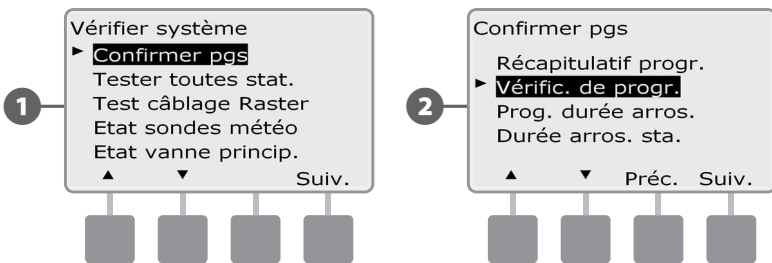 1
Vérifier système
► Confirmer pgs
Tester toutes stat.
Test câblage Raster
Etat sondes météo
Etat vanne princip.
▲ ▼ Suiv.
2
Confirmer pgs
Récapitulatif progr.
► Vérific. de progr.
Prog. durée arros.
Durée arros. sta.
▲ ▼ Préc. Suiv.